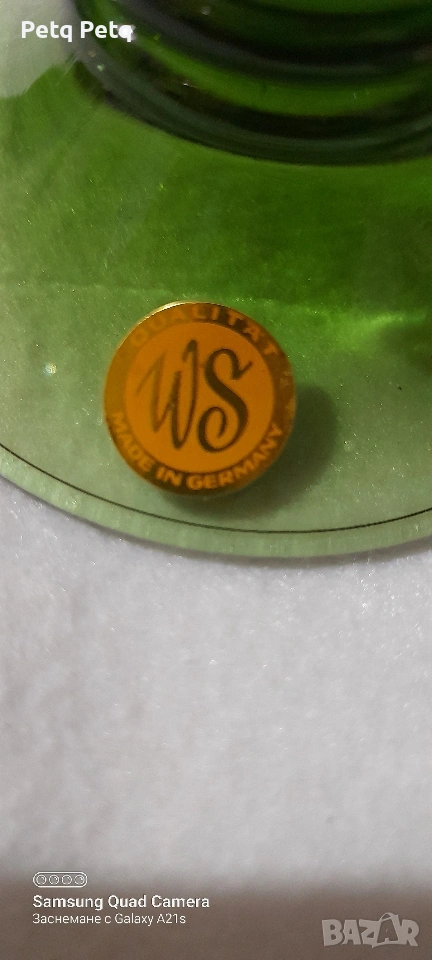 Petq Petq
QUALITÄT
WS
MADE IN GERMANY
Samsung Quad Camera
Заснемане с Galaxy A21s
BAZAR